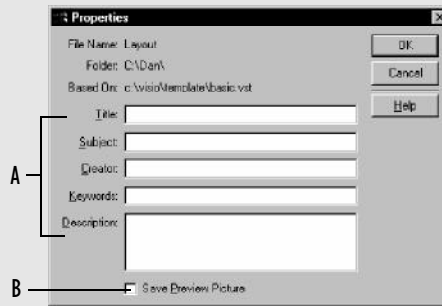 Properties
File Name: Layout
Folder: C:\Dan\
Based On: c:\visio\template\basic.vst
Title:
Subject:
Creator:
Keywords:
Description:
Save Preview Picture
OK
Cancel
Help
A
B